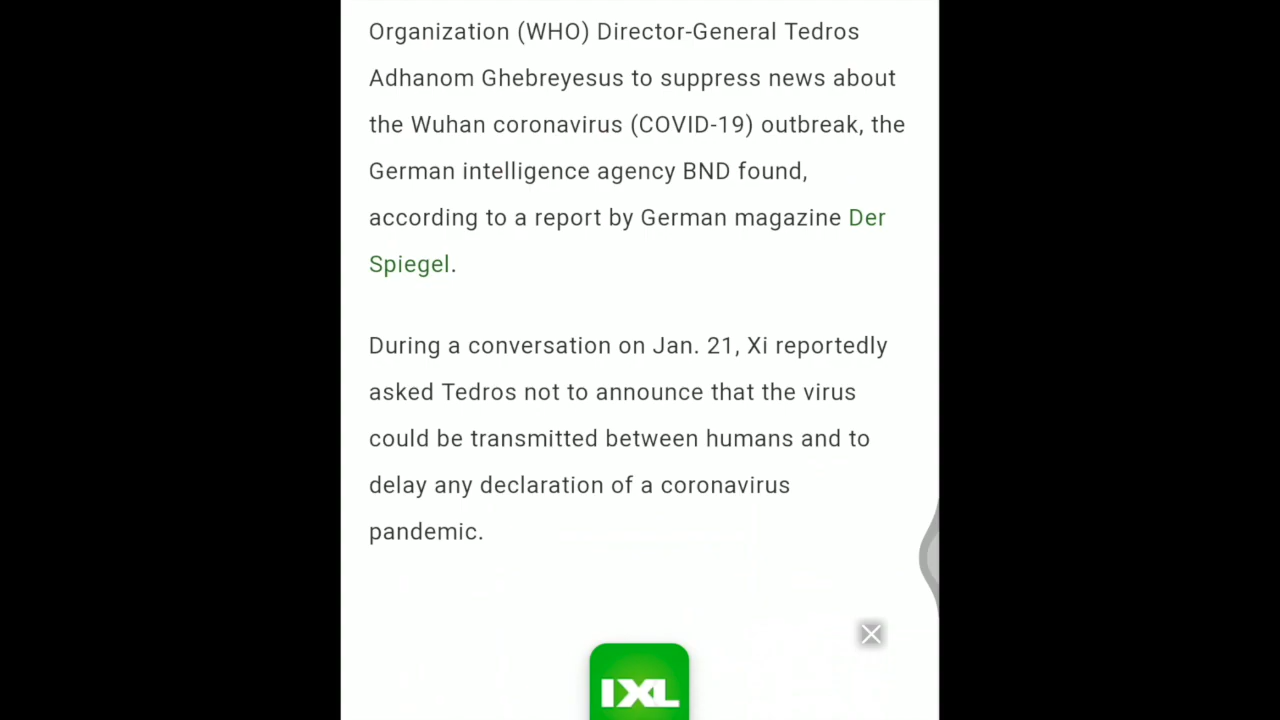 Organization (WHO) Director-General Tedros
Adhanom Ghebreyesus to suppress news about
the Wuhan coronavirus (COVID-19) outbreak, the
German intelligence agency BND found,
according to a report by German magazine Der
Spiegel.
During a conversation on Jan. 21, Xi reportedly
asked Tedros not to announce that the virus
could be transmitted between humans and to
delay any declaration of a coronavirus
pandemic.
IXL